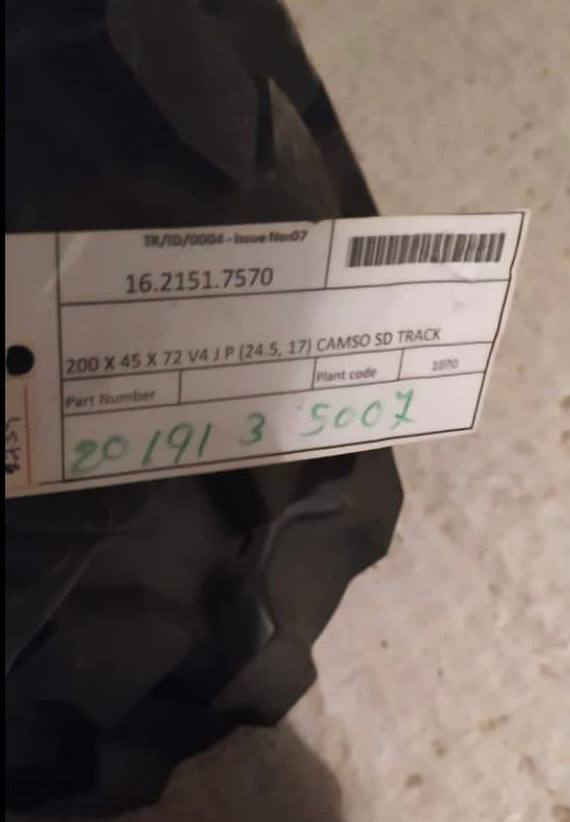 TR/ID/0004 - Issue No:07
16.2151.7570
200 X 45 X 72 V4 J P (24.5, 17) CAMSO SD TRACK
Part Number Plant code 1070
20191 3 5007